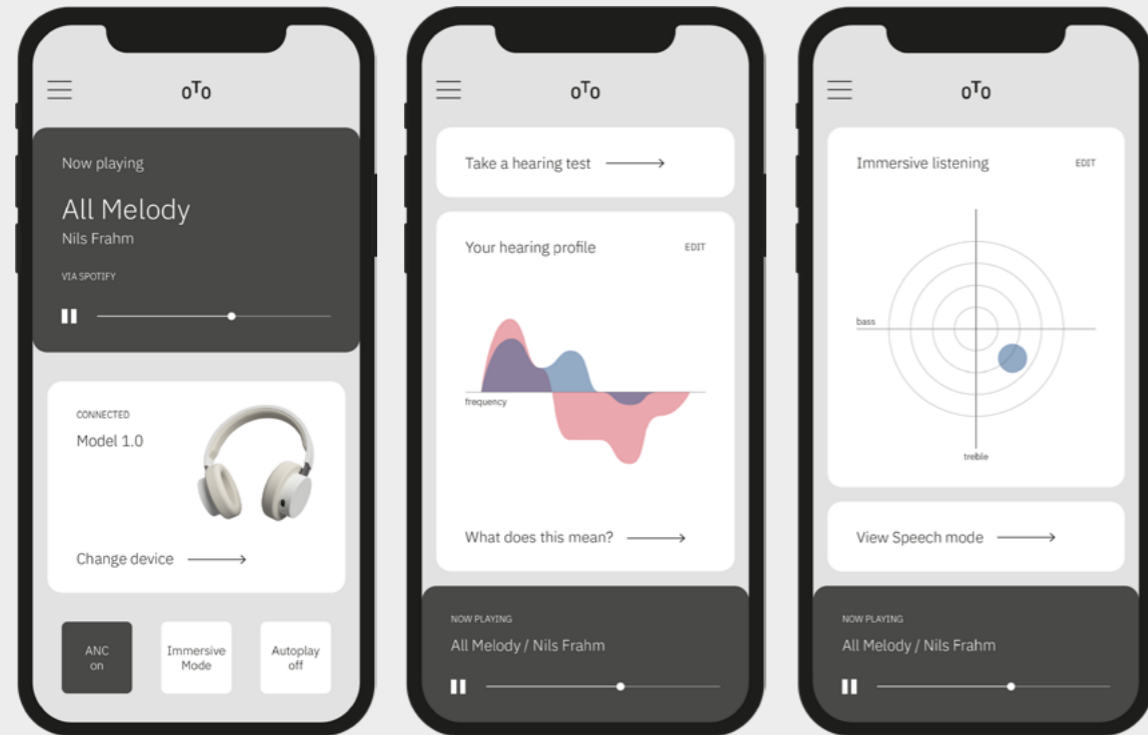 oTo
Now playing
All Melody
Nils Frahm
VIA SPOTIFY
CONNECTED
Model 1.0
Change device
ANC
on
Immersive
Mode
Autoplay
off
oTo
Take a hearing test
Your hearing profile
EDIT
frequency
What does this mean?
NOW PLAYING
All Melody / Nils Frahm
oTo
Immersive listening
EDIT
bass
treble
View Speech mode
NOW PLAYING
All Melody / Nils Frahm